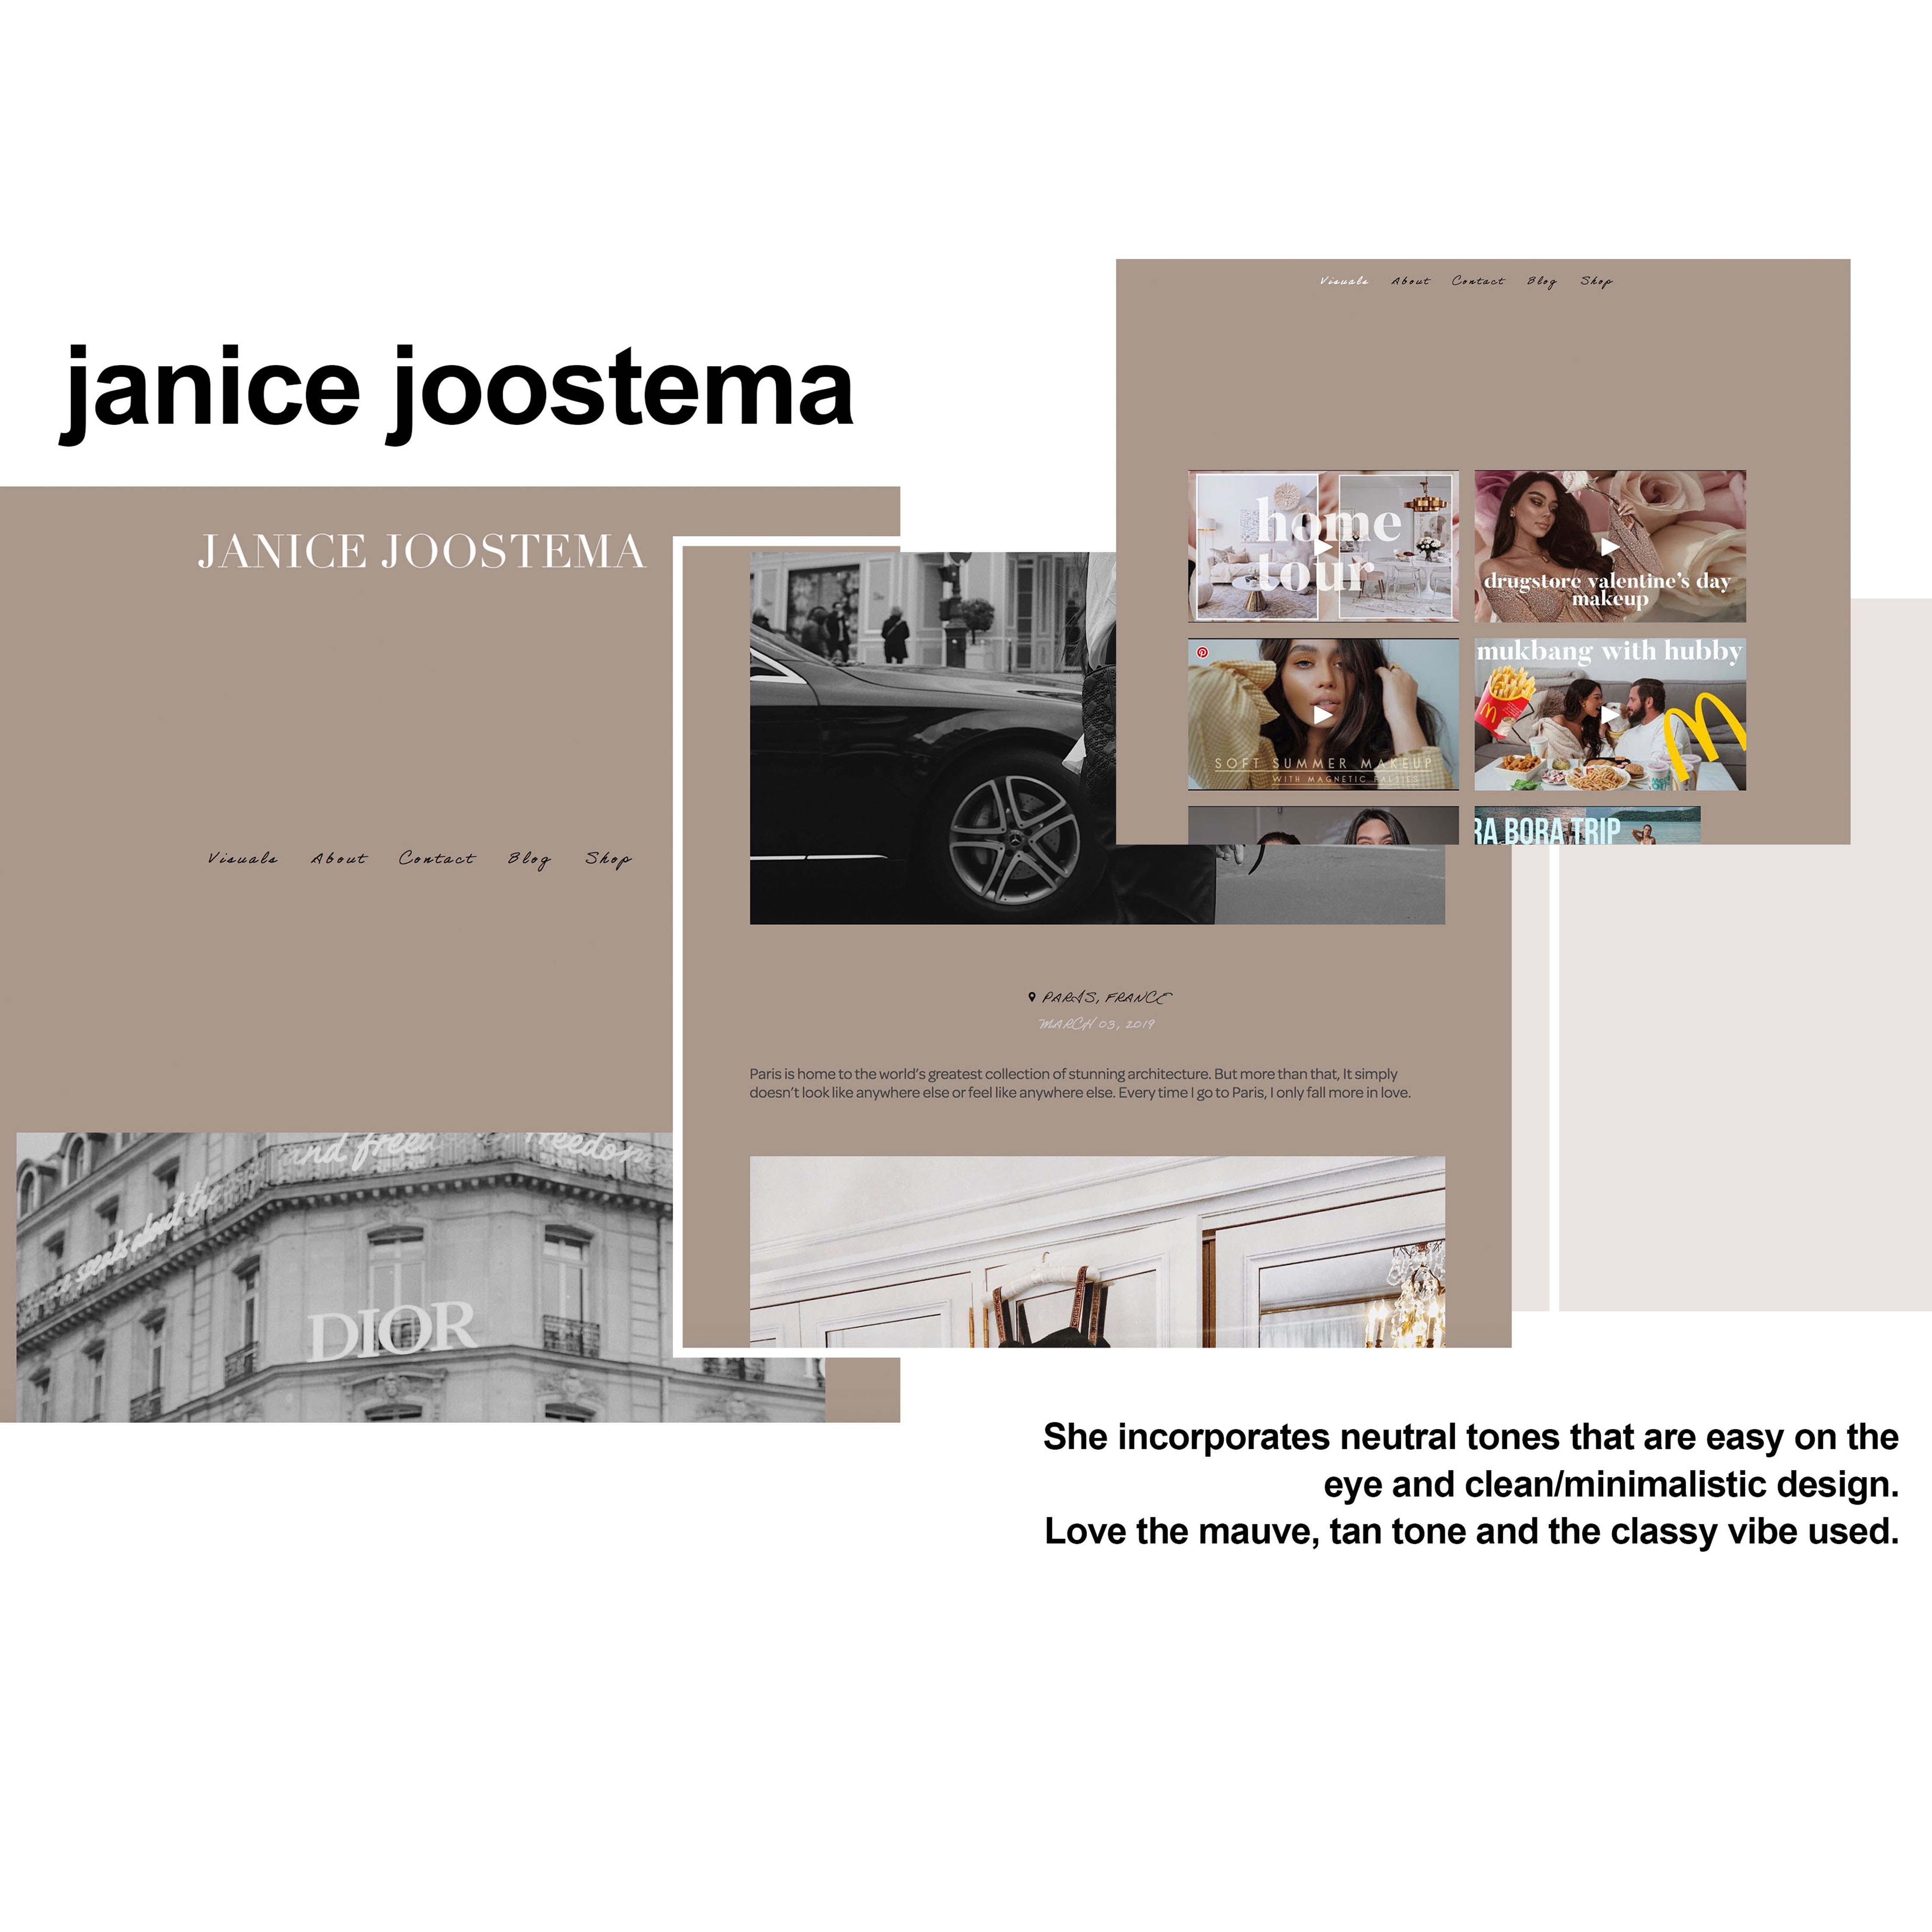 janice joostema
JANICE JOOSTEMA
Visuals About Contact Blog Shop
and freedom
DIOR
PARIS, FRANCE
MARCH 03, 2019
Paris is home to the world's greatest collection of stunning architecture. But more than that, It simply
doesn't look like anywhere else or feel like anywhere else. Every time I go to Paris, I only fall more in love.
Visuals About Contact Blog Shop
home
tour
drugstore valentine's day
makeup
SOFT SUMMER MAKEUP
WITH MAGNETIC FALSIES
mukbang with hubby
RA BORA TRIP
She incorporates neutral tones that are easy on the
eye and clean/minimalistic design.
Love the mauve, tan tone and the classy vibe used.